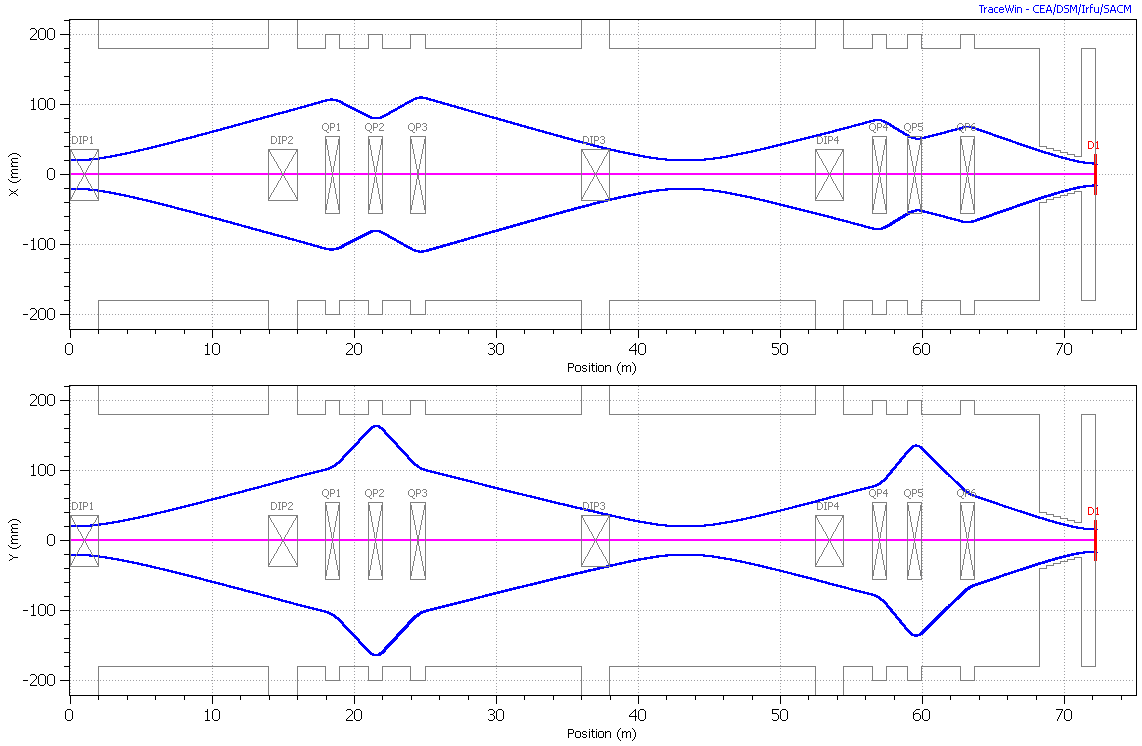 TraceWin - CEA/DSM/Irfu/SACM
200
100
0
-100
-200
X (mm)
DIP1
DIP2
QP1
QP2
QP3
DIP3
DIP4
QP4
QP5
QP6
D1
0 10 20 30 40 50 60 70
Position (m)
200
100
0
-100
-200
Y (mm)
DIP1
DIP2
QP1
QP2
QP3
DIP3
DIP4
QP4
QP5
QP6
D1
0 10 20 30 40 50 60 70
Position (m)